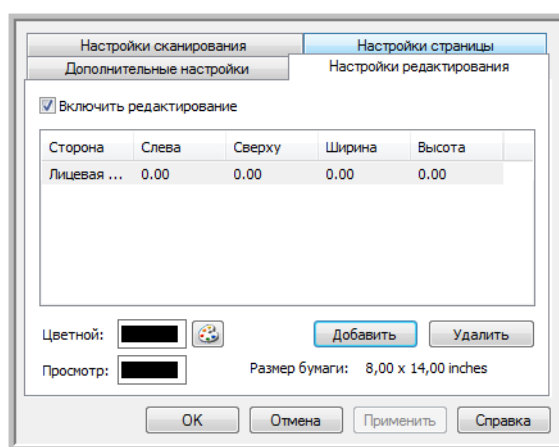 Настройки сканирования Настройки страницы
Дополнительные настройки Настройки редактирования
Включить редактирование
Сторона Слева Сверху Ширина Высота
Лицевая ... 0.00 0.00 0.00 0.00
Цветной: Добавить Удалить
Просмотр: Размер бумаги: 8,00 x 14,00 inches
OK Отмена Применить Справка